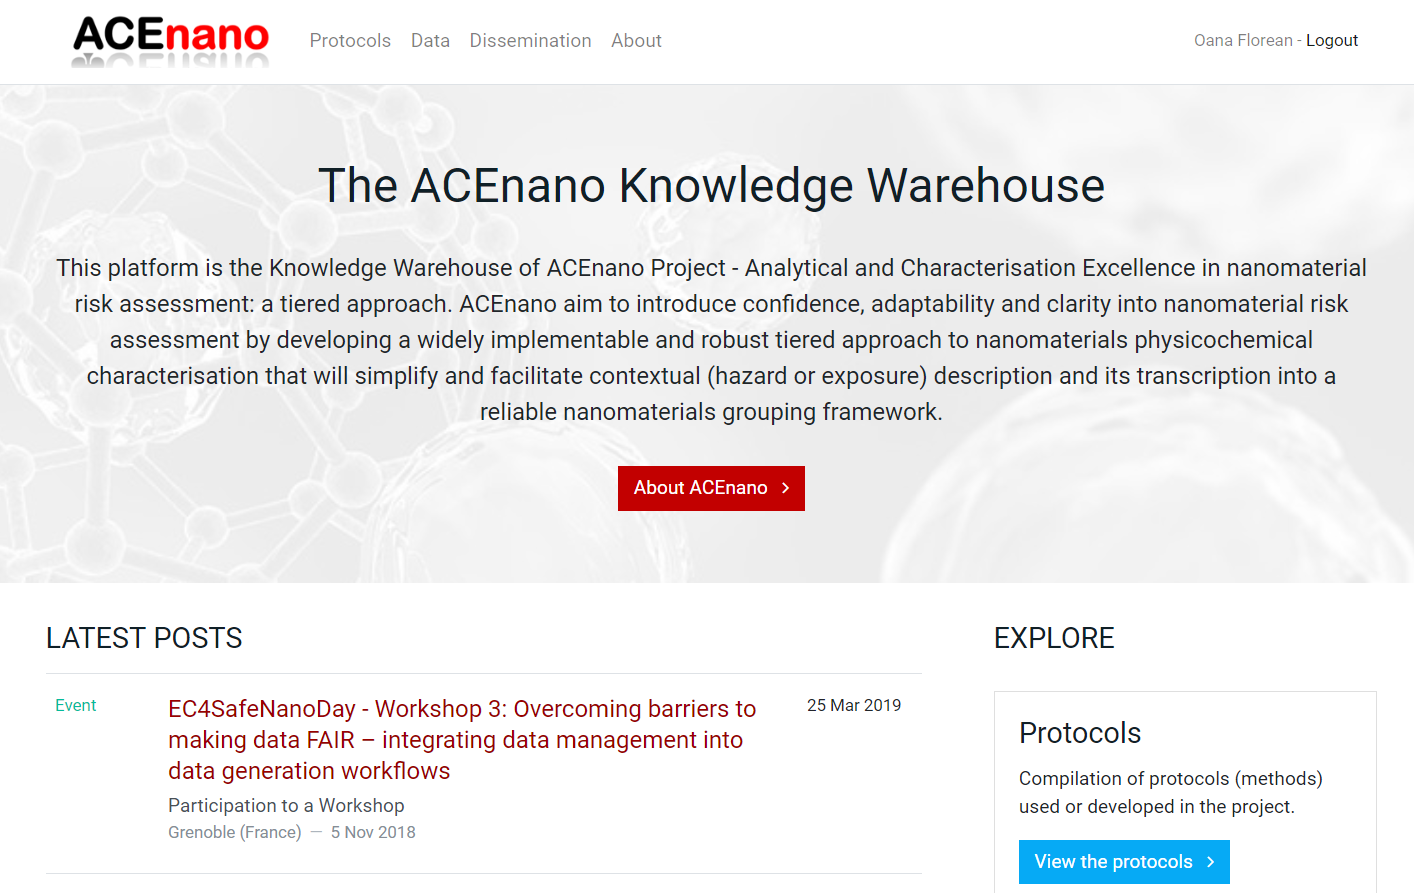 ACEnano
Protocols Data Dissemination About
Oana Florean - Logout
The ACEnano Knowledge Warehouse
This platform is the Knowledge Warehouse of ACEnano Project - Analytical and Characterisation Excellence in nanomaterial
risk assessment: a tiered approach. ACEnano aim to introduce confidence, adaptability and clarity into nanomaterial risk
assessment by developing a widely implementable and robust tiered approach to nanomaterials physicochemical
characterisation that will simplify and facilitate contextual (hazard or exposure) description and its transcription into a
reliable nanomaterials grouping framework.
About ACEnano >
LATEST POSTS
Event
EC4SafeNanoDay - Workshop 3: Overcoming barriers to
making data FAIR – integrating data management into
data generation workflows
25 Mar 2019
Participation to a Workshop
Grenoble (France) — 5 Nov 2018
EXPLORE
Protocols
Compilation of protocols (methods)
used or developed in the project.
View the protocols >